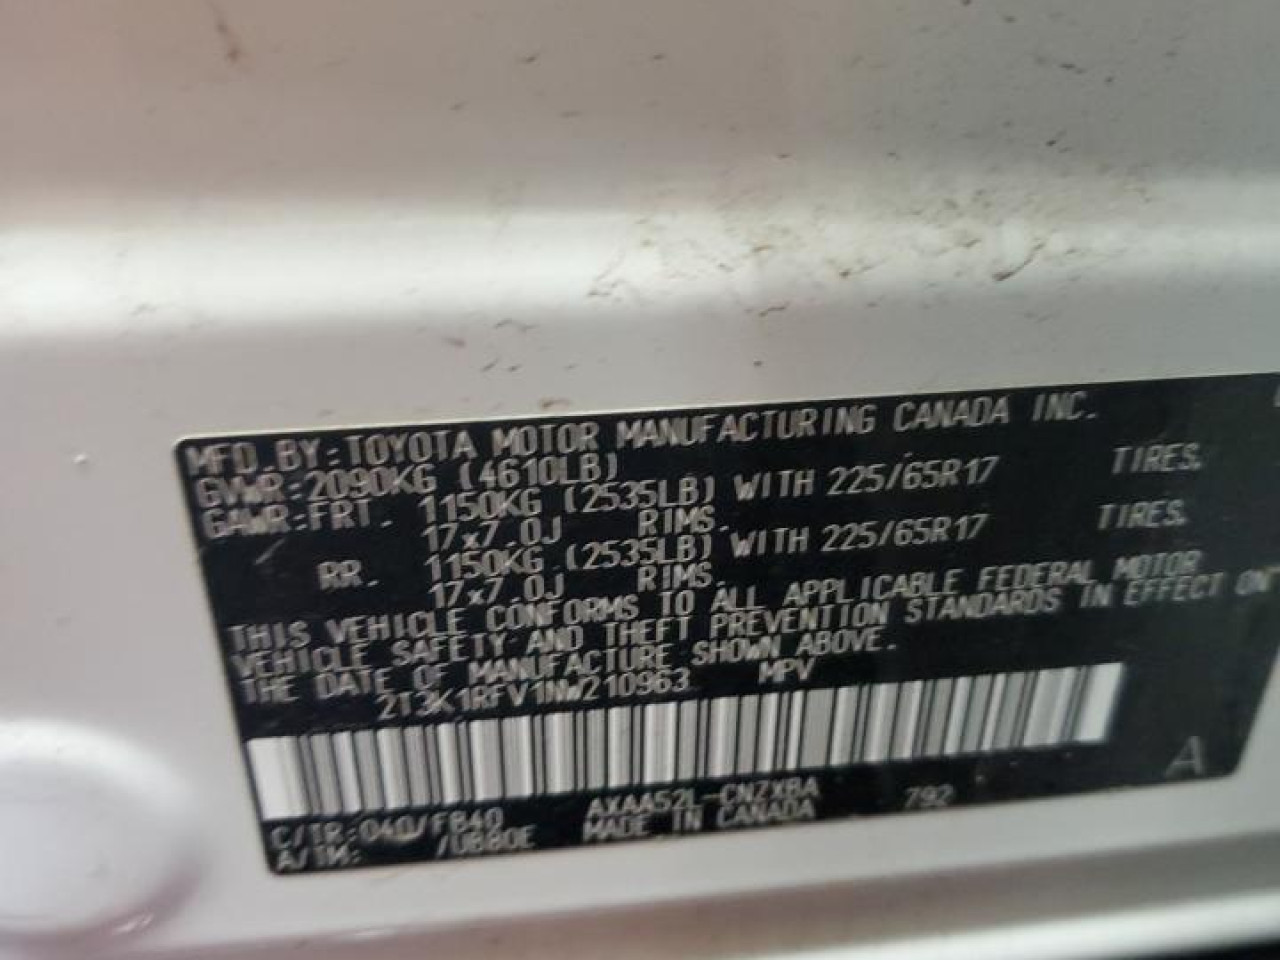 MFD. BY: TOYOTA MOTOR MANUFACTURING CANADA INC.
GVWR: 2090KG (4610LB)
GAWR: FRT. 1150KG (2535LB) WITH 225/65R17 TIRES.
17x7.0J RIMS.
RR. 1150KG (2535LB) WITH 225/65R17 TIRES.
17x7.0J RIMS.
THIS VEHICLE CONFORMS TO ALL APPLICABLE FEDERAL MOTOR
VEHICLE SAFETY AND THEFT PREVENTION STANDARDS IN EFFECT ON
THE DATE OF MANUFACTURE SHOWN ABOVE.
2T3K1RFV1NW210963 MPV
C/TR: 040/FB40 AXAA52L-CNZXBA 792
A/TM: /UB80E MADE IN CANADA
A